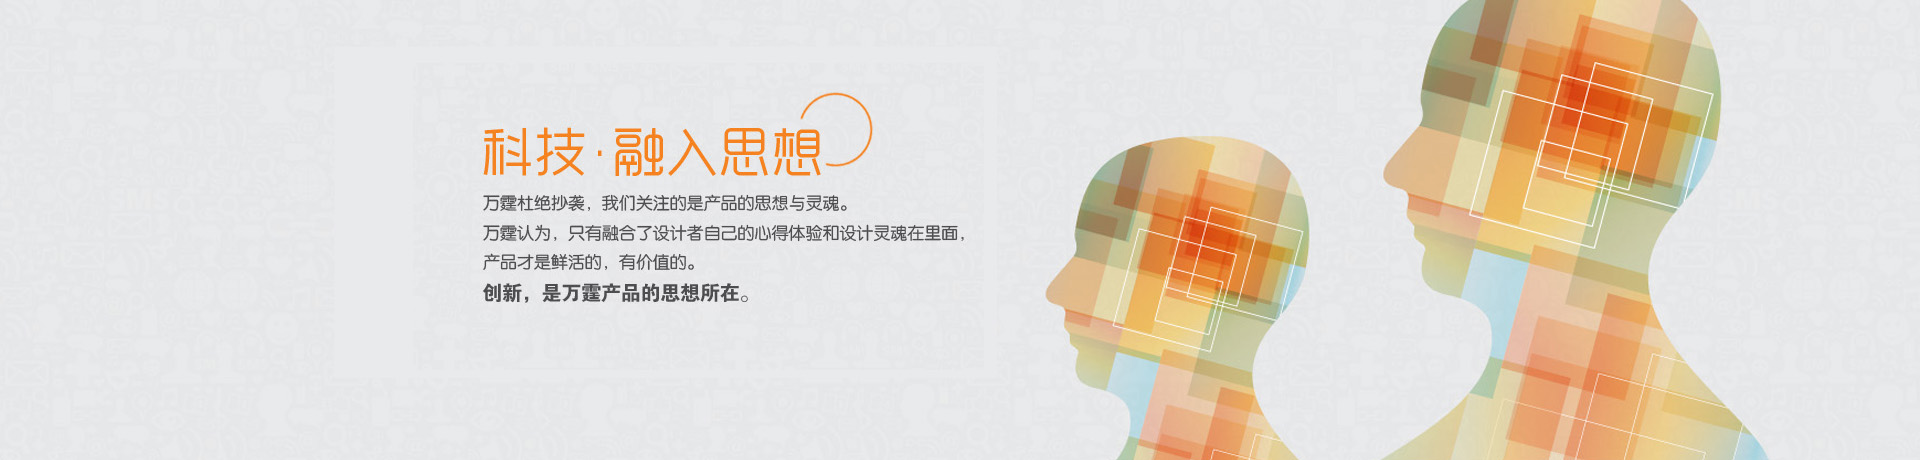 科技·融入思想
万霆杜绝抄袭，我们关注的是产品的思想与灵魂。
万霆认为，只有融合了设计者自己的心得体验和设计灵魂在里面，
产品才是鲜活的，有价值的。
创新，是万霆产品的思想所在。